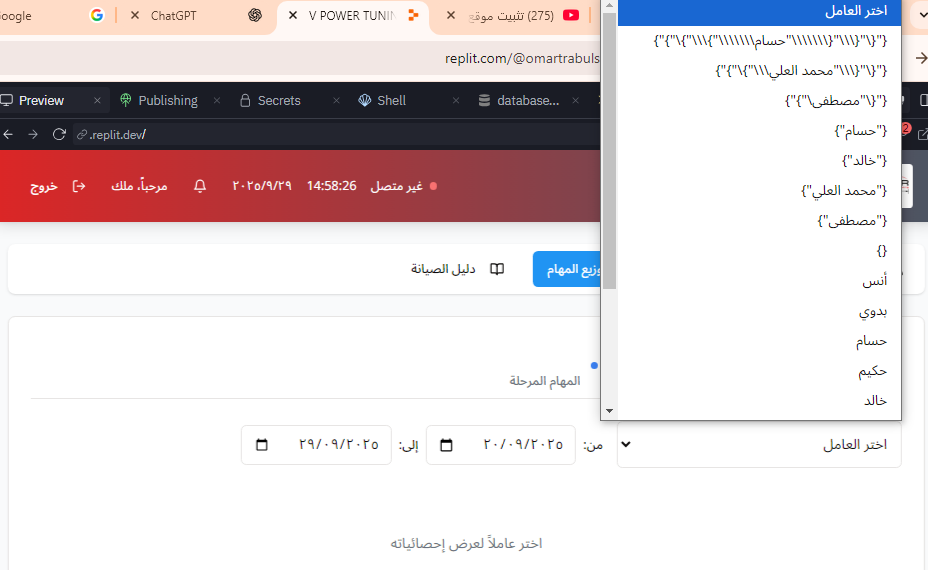 oogle
ChatGPT
V POWER TUNIN
(275) تثبيت موقع
replit.com/@omartrabuls
Preview
Publishing
Secrets
Shell
database...
.replit.dev/
2
خروج
مرحباً، ملك
٢٠٢٥/٩/٢٩
14:58:26
غير متصل
وزيع المهام
دليل الصيانة
المهام المرحلة
اختر العامل
{"{\"{\\\"{\\\\\\\"حسام\\\\\\\"}\\\"}\"}"}
{"{\"{\\\"محمد العلي\\\"}\"}"}
{"{\"مصطفى\"}"}
{"حسام"}
{"خالد"}
{"محمد العلي"}
{"مصطفى"}
{}
أنس
بدوي
حسام
حكيم
خالد
اختر العامل
من:
٢٠/٠٩/٢٠٢٥
إلى:
٢٩/٠٩/٢٠٢٥
اختر عاملاً لعرض إحصائياته